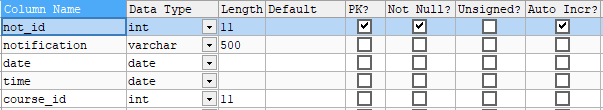 Column Name Data Type Length Default PK? Not Null? Unsigned? Auto Incr?
not_id int 11
notification varchar 500
date date
time date
course_id int 11